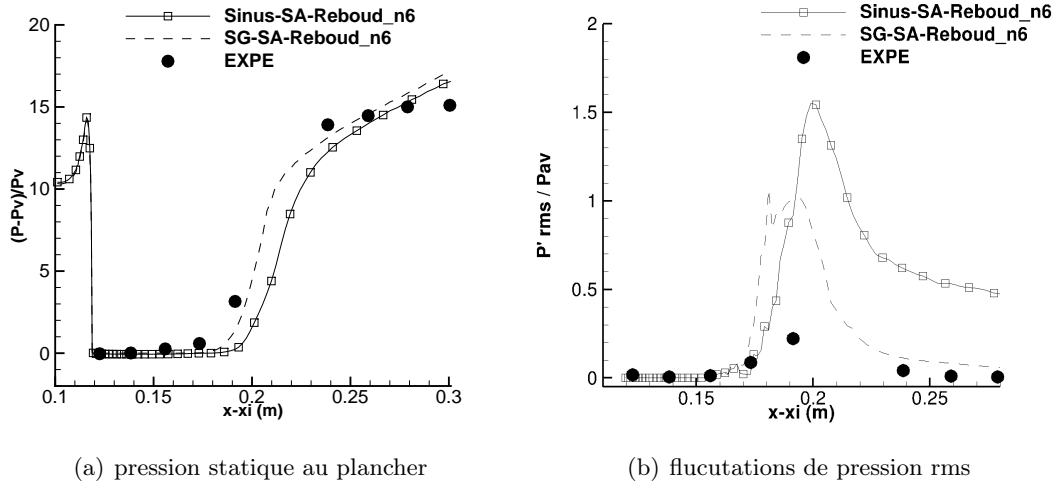 Sinus-SA-Reboud_n6
SG-SA-Reboud_n6
EXPE
20
15
10
5
0
(P-Pv)/Pv
0.1
0.15
0.2
0.25
0.3
x-xi (m)
(a) pression statique au plancher
Sinus-SA-Reboud_n6
SG-SA-Reboud_n6
EXPE
2
1.5
1
0.5
0
P' rms / Pav
0.15
0.2
0.25
x-xi (m)
(b) flucutations de pression rms